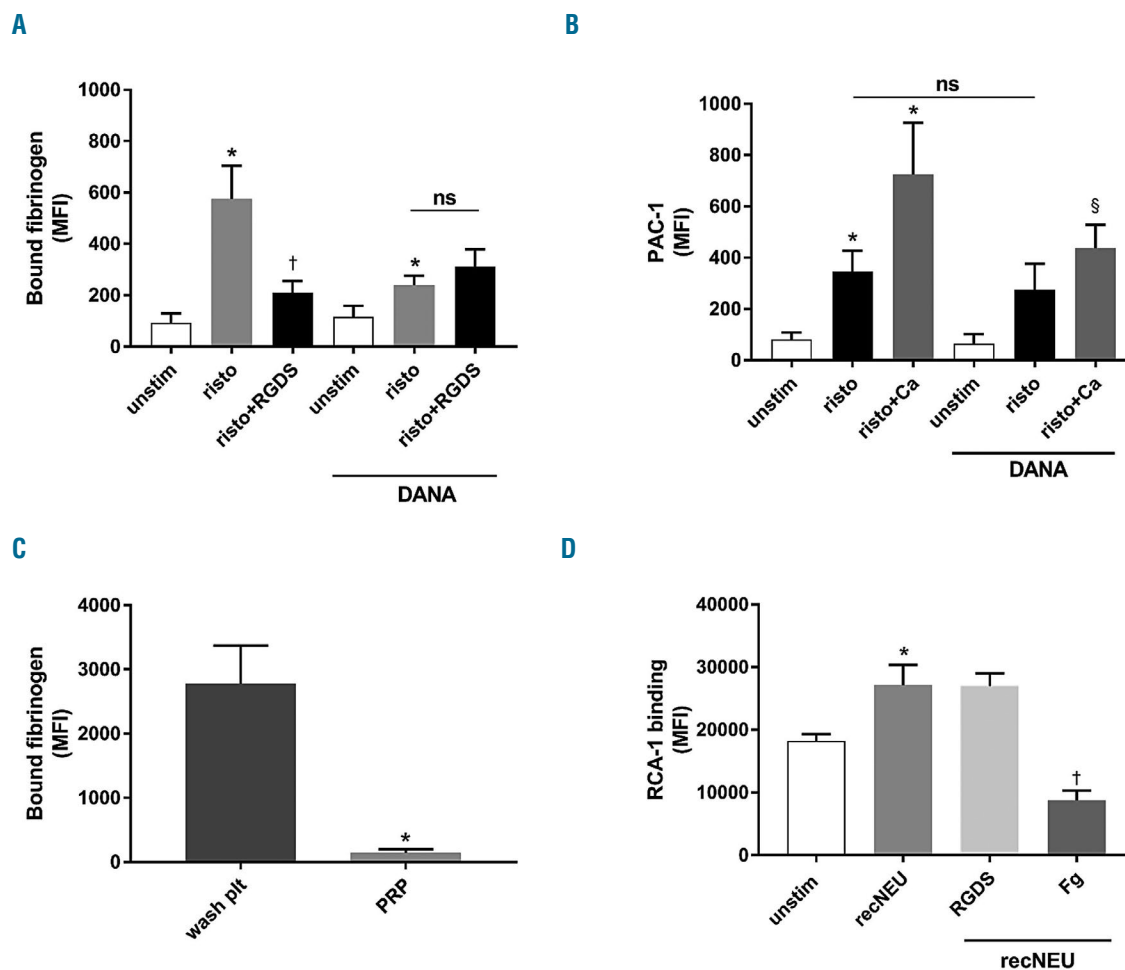 A
Bound fibrinogen
(MFI)
1000
800
600
400
200
0
*
†
*
ns
unstim
risto
risto+RGDS
unstim
risto
risto+RGDS
DANA
B
PAC-1
(MFI)
1000
800
600
400
200
0
ns
*
*
§
unstim
risto
risto+Ca
unstim
risto
risto+Ca
DANA
C
Bound fibrinogen
(MFI)
4000
3000
2000
1000
0
*
wash plt
PRP
D
RCA-1 binding
(MFI)
40000
30000
20000
10000
0
*
†
unstim
recNEU
RGDS
Fg
recNEU